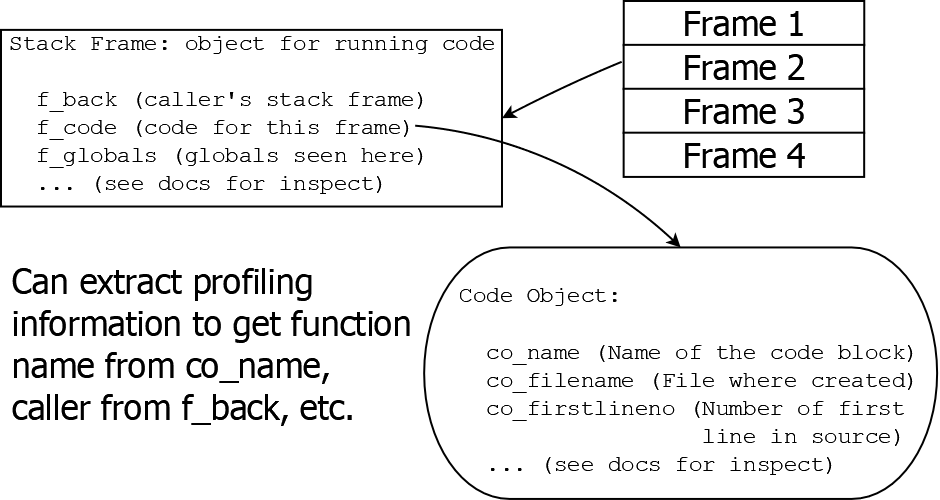 Stack Frame: object for running code
f_back (caller's stack frame)
f_code (code for this frame)
f_globals (globals seen here)
... (see docs for inspect)
Frame 1
Frame 2
Frame 3
Frame 4
Can extract profiling
information to get function
name from co_name,
caller from f_back, etc.
Code Object:
co_name (Name of the code block)
co_filename (File where created)
co_firstlineno (Number of first
line in source)
... (see docs for inspect)